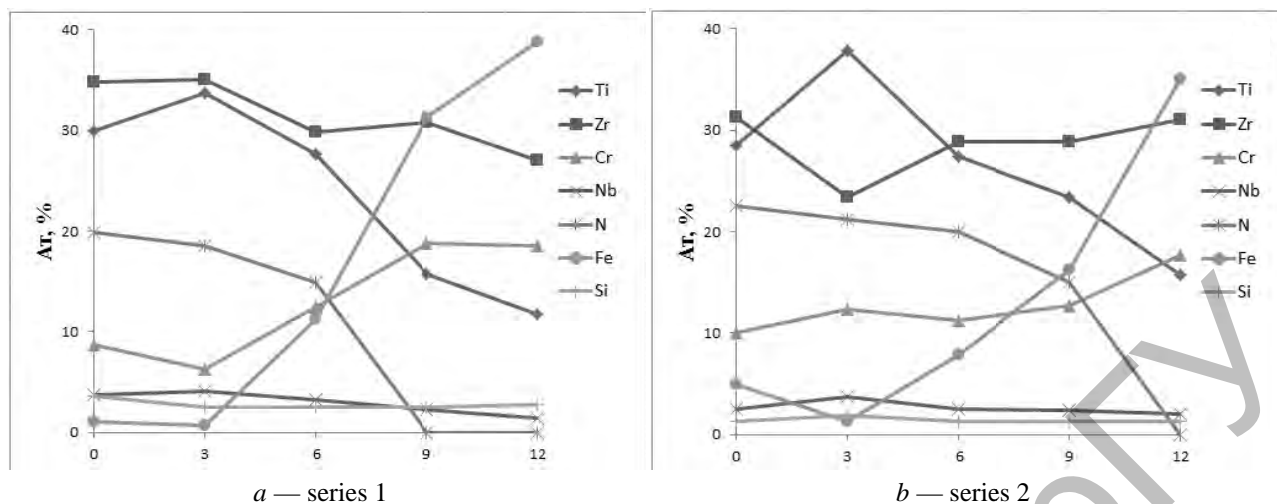 40
30
20
10
0
0 3 6 9 12
Ат, %
Ti
Zr
Cr
Nb
N
Fe
Si
a — series 1
40
30
20
10
0
0 3 6 9 12
Ат, %
Ti
Zr
Cr
Nb
N
Fe
Si
b — series 2